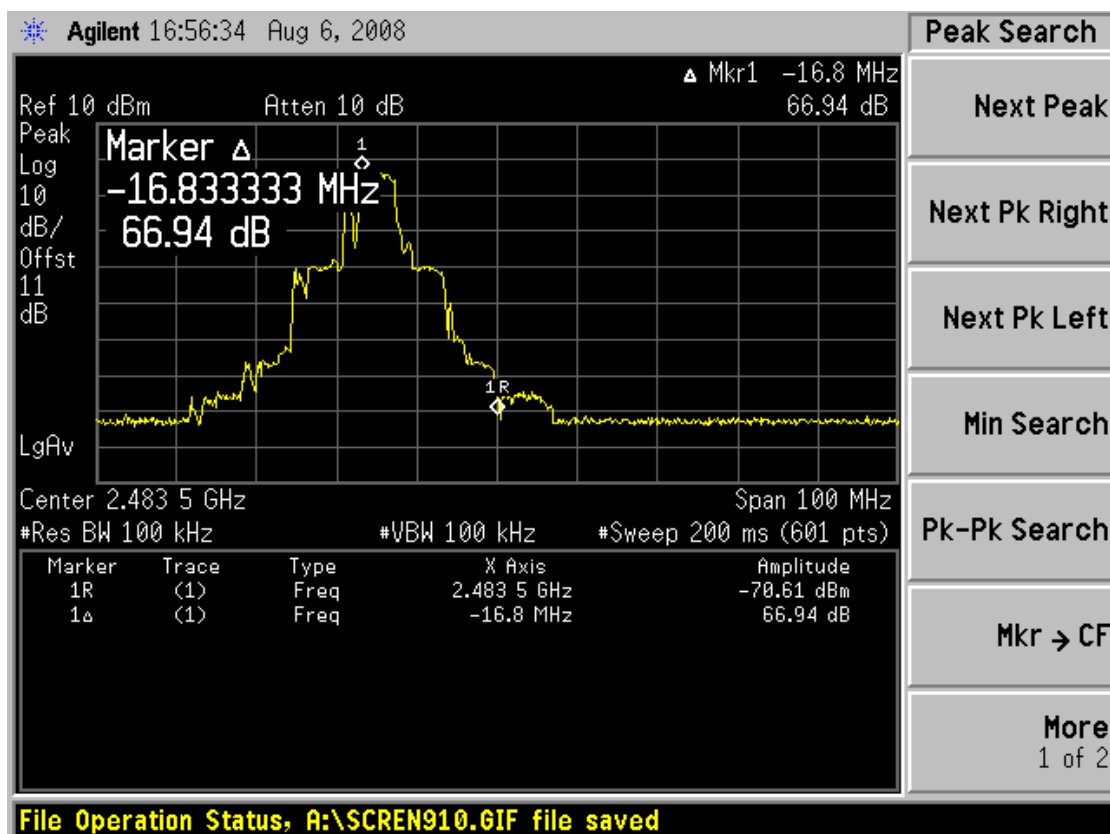 Agilent 16:56:34 Aug 6, 2008
Peak Search
Δ Mkr1 -16.8 MHz
Ref 10 dBm Atten 10 dB 66.94 dB
Peak
Log
10
dB/
Offst
11
dB
Marker Δ
-16.833333 MHz
66.94 dB
1
1R
LgAv
Center 2.483 5 GHz Span 100 MHz
#Res BW 100 kHz #VBW 100 kHz #Sweep 200 ms (601 pts)
Marker Trace Type X Axis Amplitude
1R (1) Freq 2.483 5 GHz -70.61 dBm
1Δ (1) Freq -16.8 MHz 66.94 dB
Next Peak
Next Pk Right
Next Pk Left
Min Search
Pk-Pk Search
Mkr → CF
More
1 of 2
File Operation Status, A:\SCREN910.GIF file saved